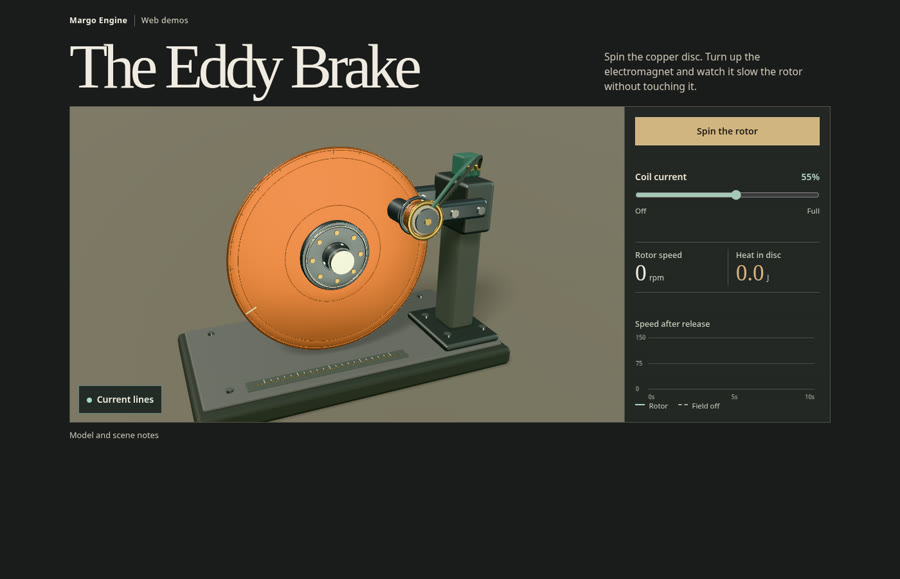 Margo Engine Web demos
The Eddy Brake
Spin the copper disc. Turn up the
electromagnet and watch it slow the rotor
without touching it.
Spin the rotor
Coil current 55%
Off Full
Rotor speed Heat in disc
0 rpm 0.0 J
Speed after release
150
75
0
0s 5s 10s
Rotor Field off
Current lines
Model and scene notes